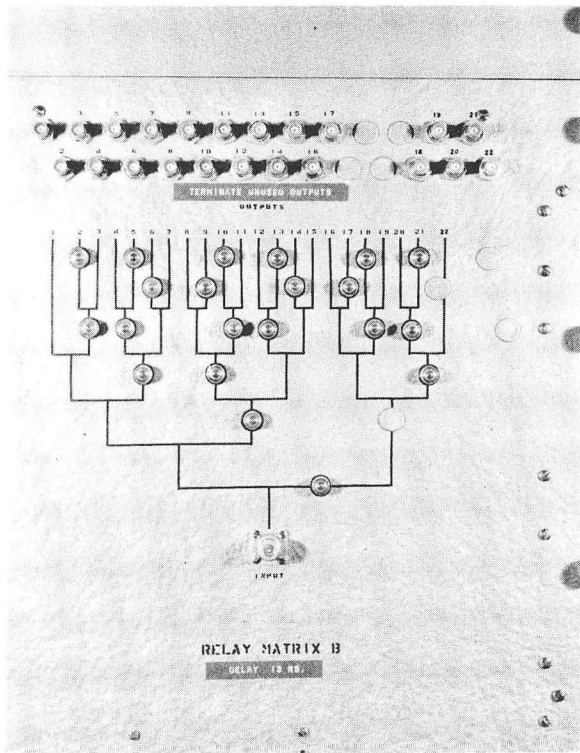 1 3 5 7 9 11 13 15 17 19 21
2 4 6 8 10 12 14 16 18 20 22
TERMINATE UNUSED OUTPUTS
OUTPUTS
1 2 3 4 5 6 7 8 9 10 11 12 13 14 15 16 17 18 19 20 21 22
INPUT
RELAY MATRIX B
DELAY